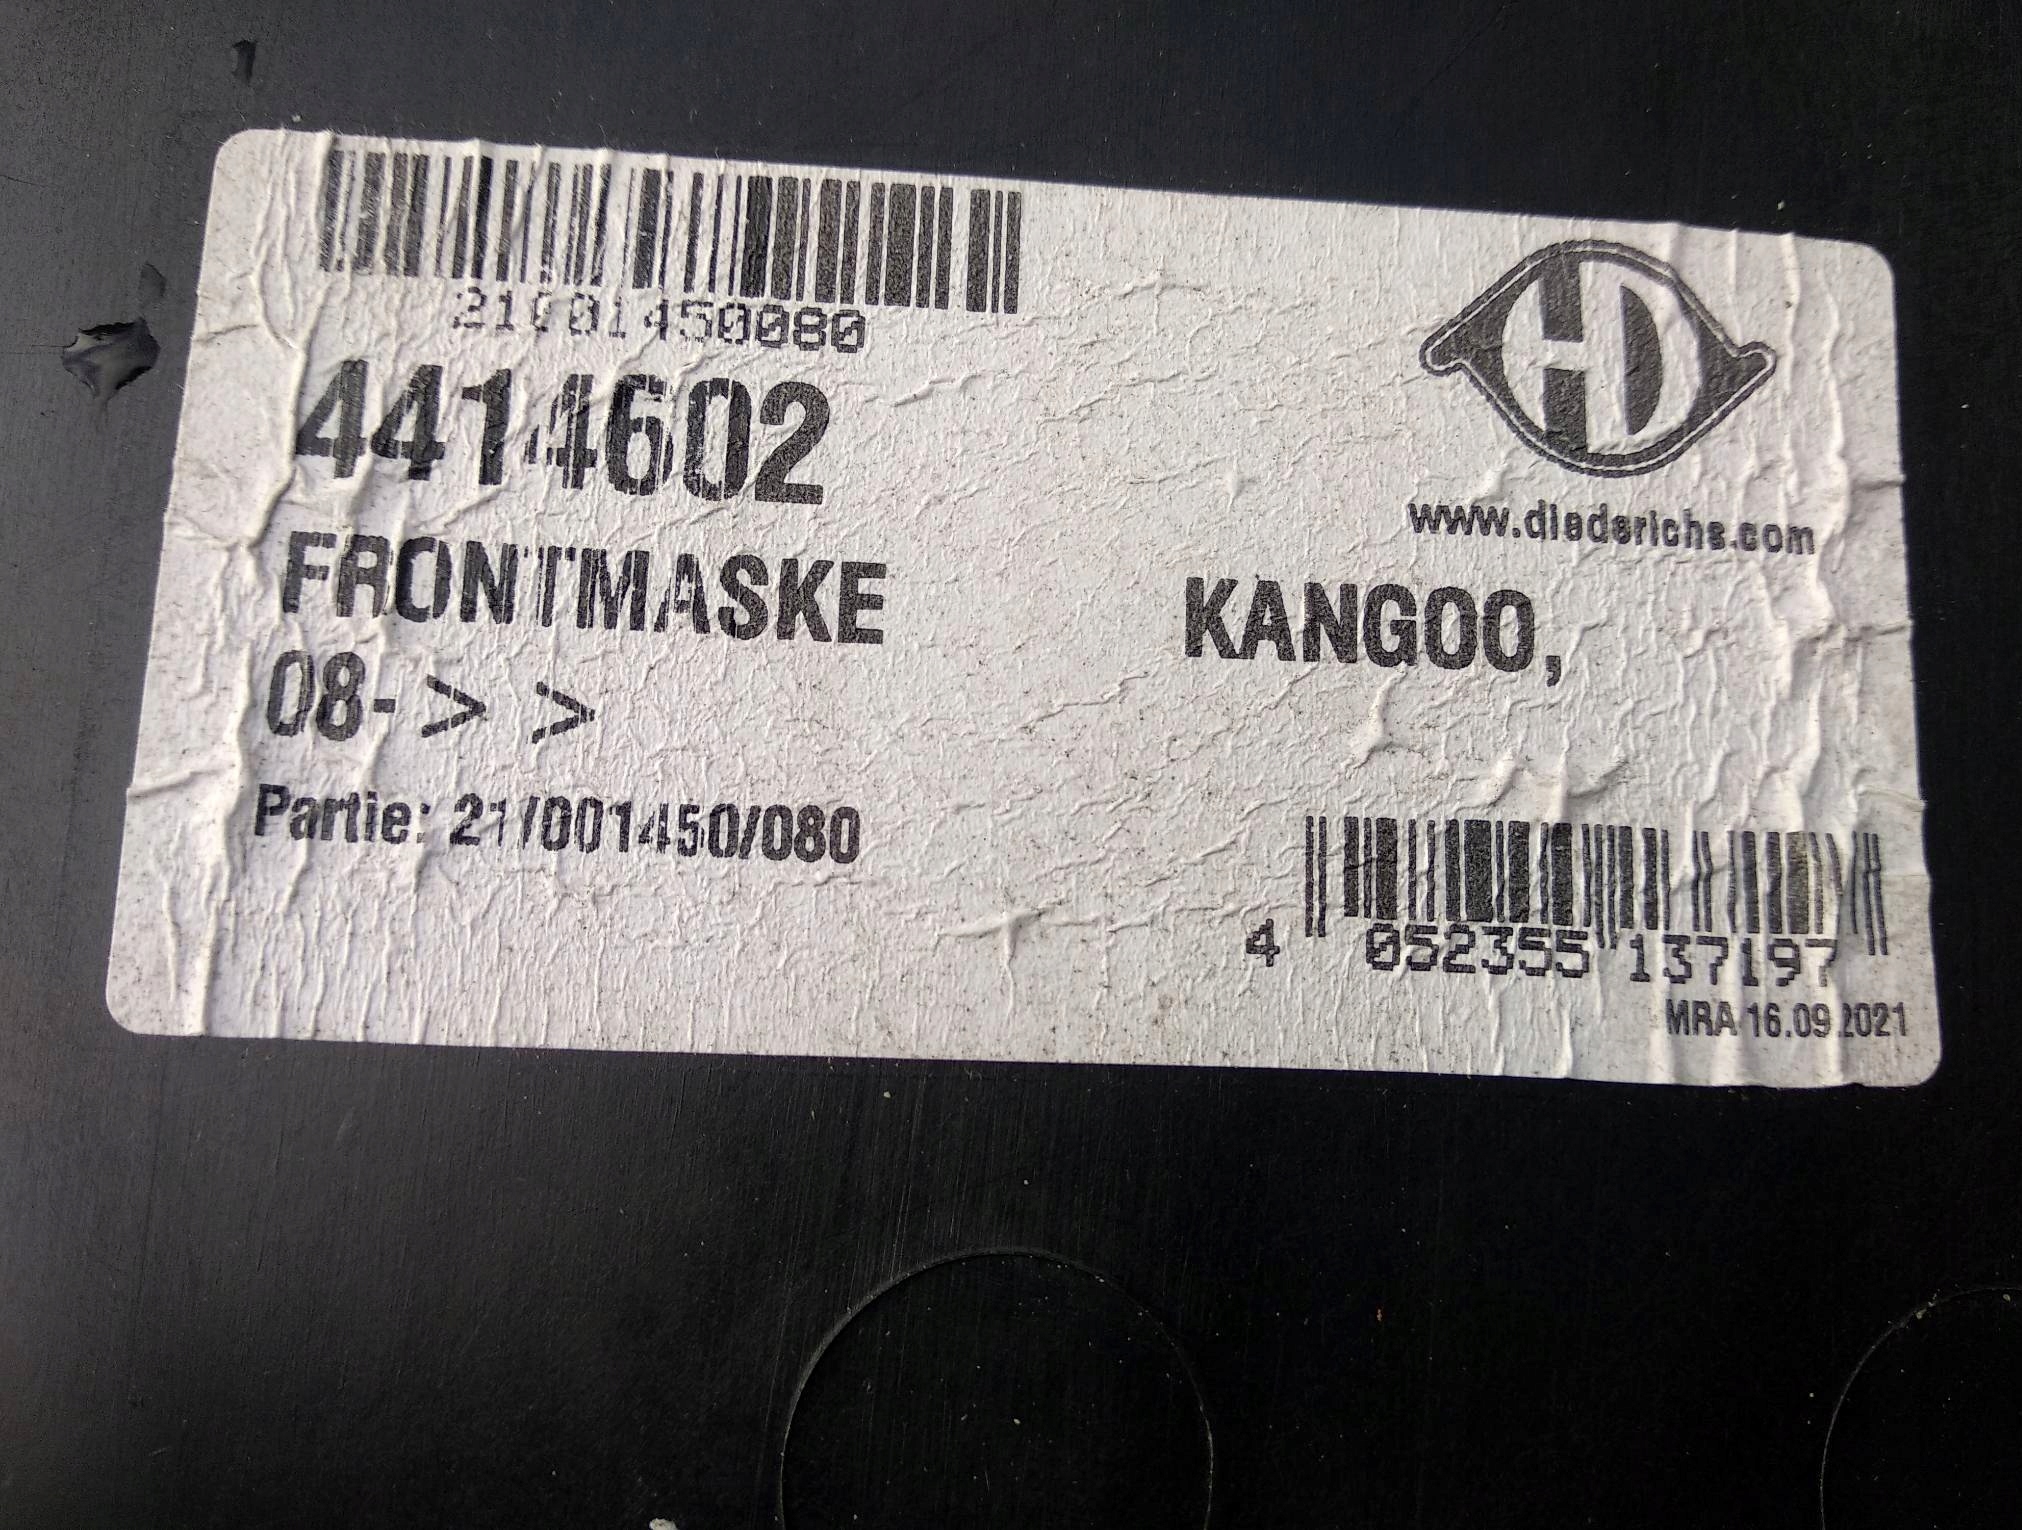 21001450080
4414602
HD
www.diederichs.com
FRONTMASKE KANGOO,
08-> >
Partie: 21/001450/080
4 052355 137197
MRA 16.09.2021